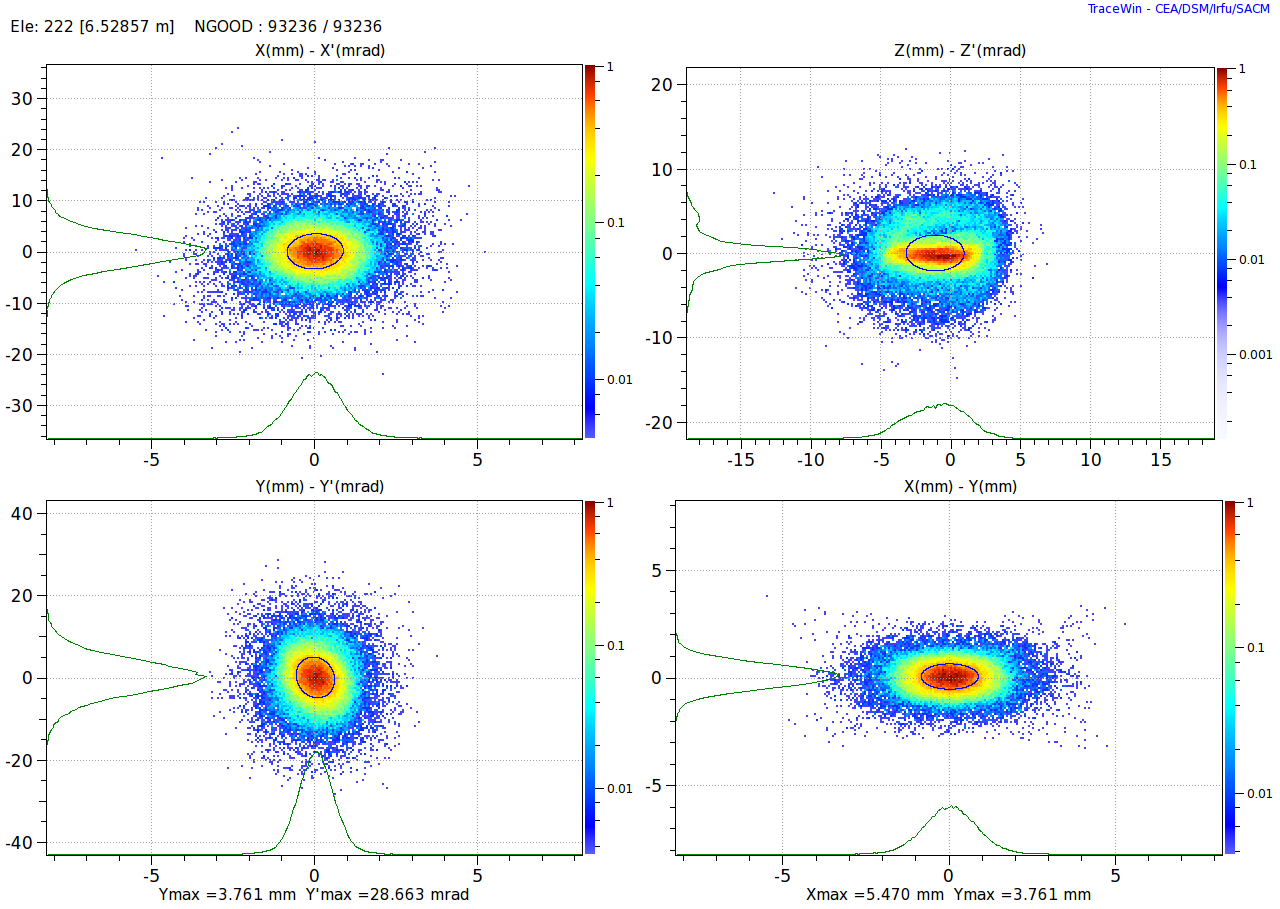 TraceWin - CEA/DSM/Irfu/SACM
Ele: 222 [6.52857 m] NGOOD : 93236 / 93236
X(mm) - X'(mrad)
30
20
10
0
-10
-20
-30
-5 0 5
1
0.1
0.01
Z(mm) - Z'(mrad)
20
10
0
-10
-20
-15 -10 -5 0 5 10 15
1
0.1
0.01
0.001
Y(mm) - Y'(mrad)
40
20
0
-20
-40
-5 0 5
1
0.1
0.01
Ymax =3.761 mm Y'max =28.663 mrad
X(mm) - Y(mm)
5
0
-5
-5 0 5
1
0.1
0.01
Xmax =5.470 mm Ymax =3.761 mm